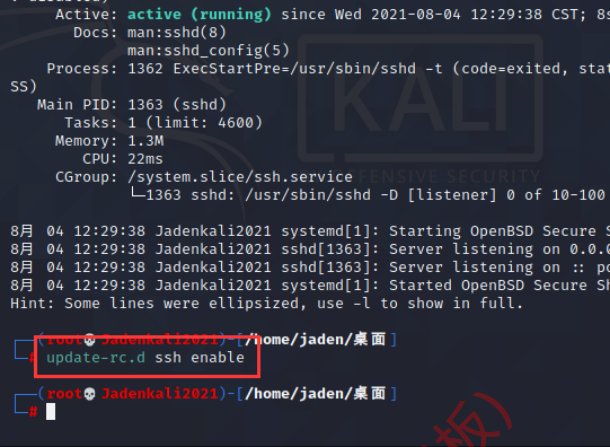 Active: active (running) since Wed 2021-08-04 12:29:38 CST; 8s
Docs: man:sshd(8)
man:sshd_config(5)
Process: 1362 ExecStartPre=/usr/sbin/sshd -t (code=exited, stat
SS)
Main PID: 1363 (sshd)
Tasks: 1 (limit: 4600)
Memory: 1.3M
CPU: 22ms
CGroup: /system.slice/ssh.service
└─1363 sshd: /usr/sbin/sshd -D [listener] 0 of 10-100
KALI
OFFENSIVE SECURITY
8月 04 12:29:38 Jadenkali2021 systemd[1]: Starting OpenBSD Secure S
8月 04 12:29:38 Jadenkali2021 sshd[1363]: Server listening on 0.0.0
8月 04 12:29:38 Jadenkali2021 sshd[1363]: Server listening on :: po
8月 04 12:29:38 Jadenkali2021 systemd[1]: Started OpenBSD Secure Sh
Hint: Some lines were ellipsized, use -l to show in full.
┌──(root💀Jadenkali2021)-[/home/jaden/桌面]
└─# update-rc.d ssh enable
┌──(root💀Jadenkali2021)-[/home/jaden/桌面]
└─#
板)